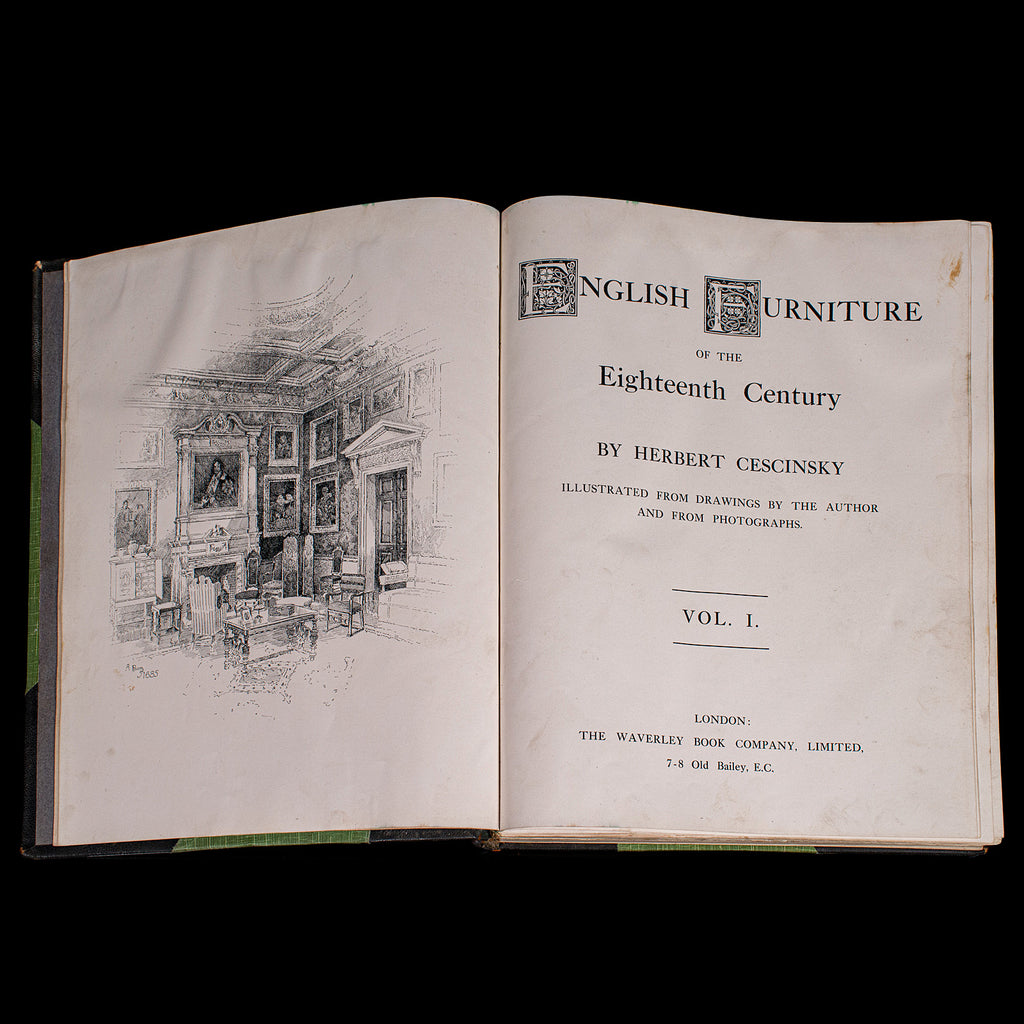 ENGLISH FURNITURE
OF THE
Eighteenth Century
BY HERBERT CESCINSKY
ILLUSTRATED FROM DRAWINGS BY THE AUTHOR
AND FROM PHOTOGRAPHS.
VOL. I.
LONDON:
THE WAVERLEY BOOK COMPANY, LIMITED,
7-8 Old Bailey, E.C.